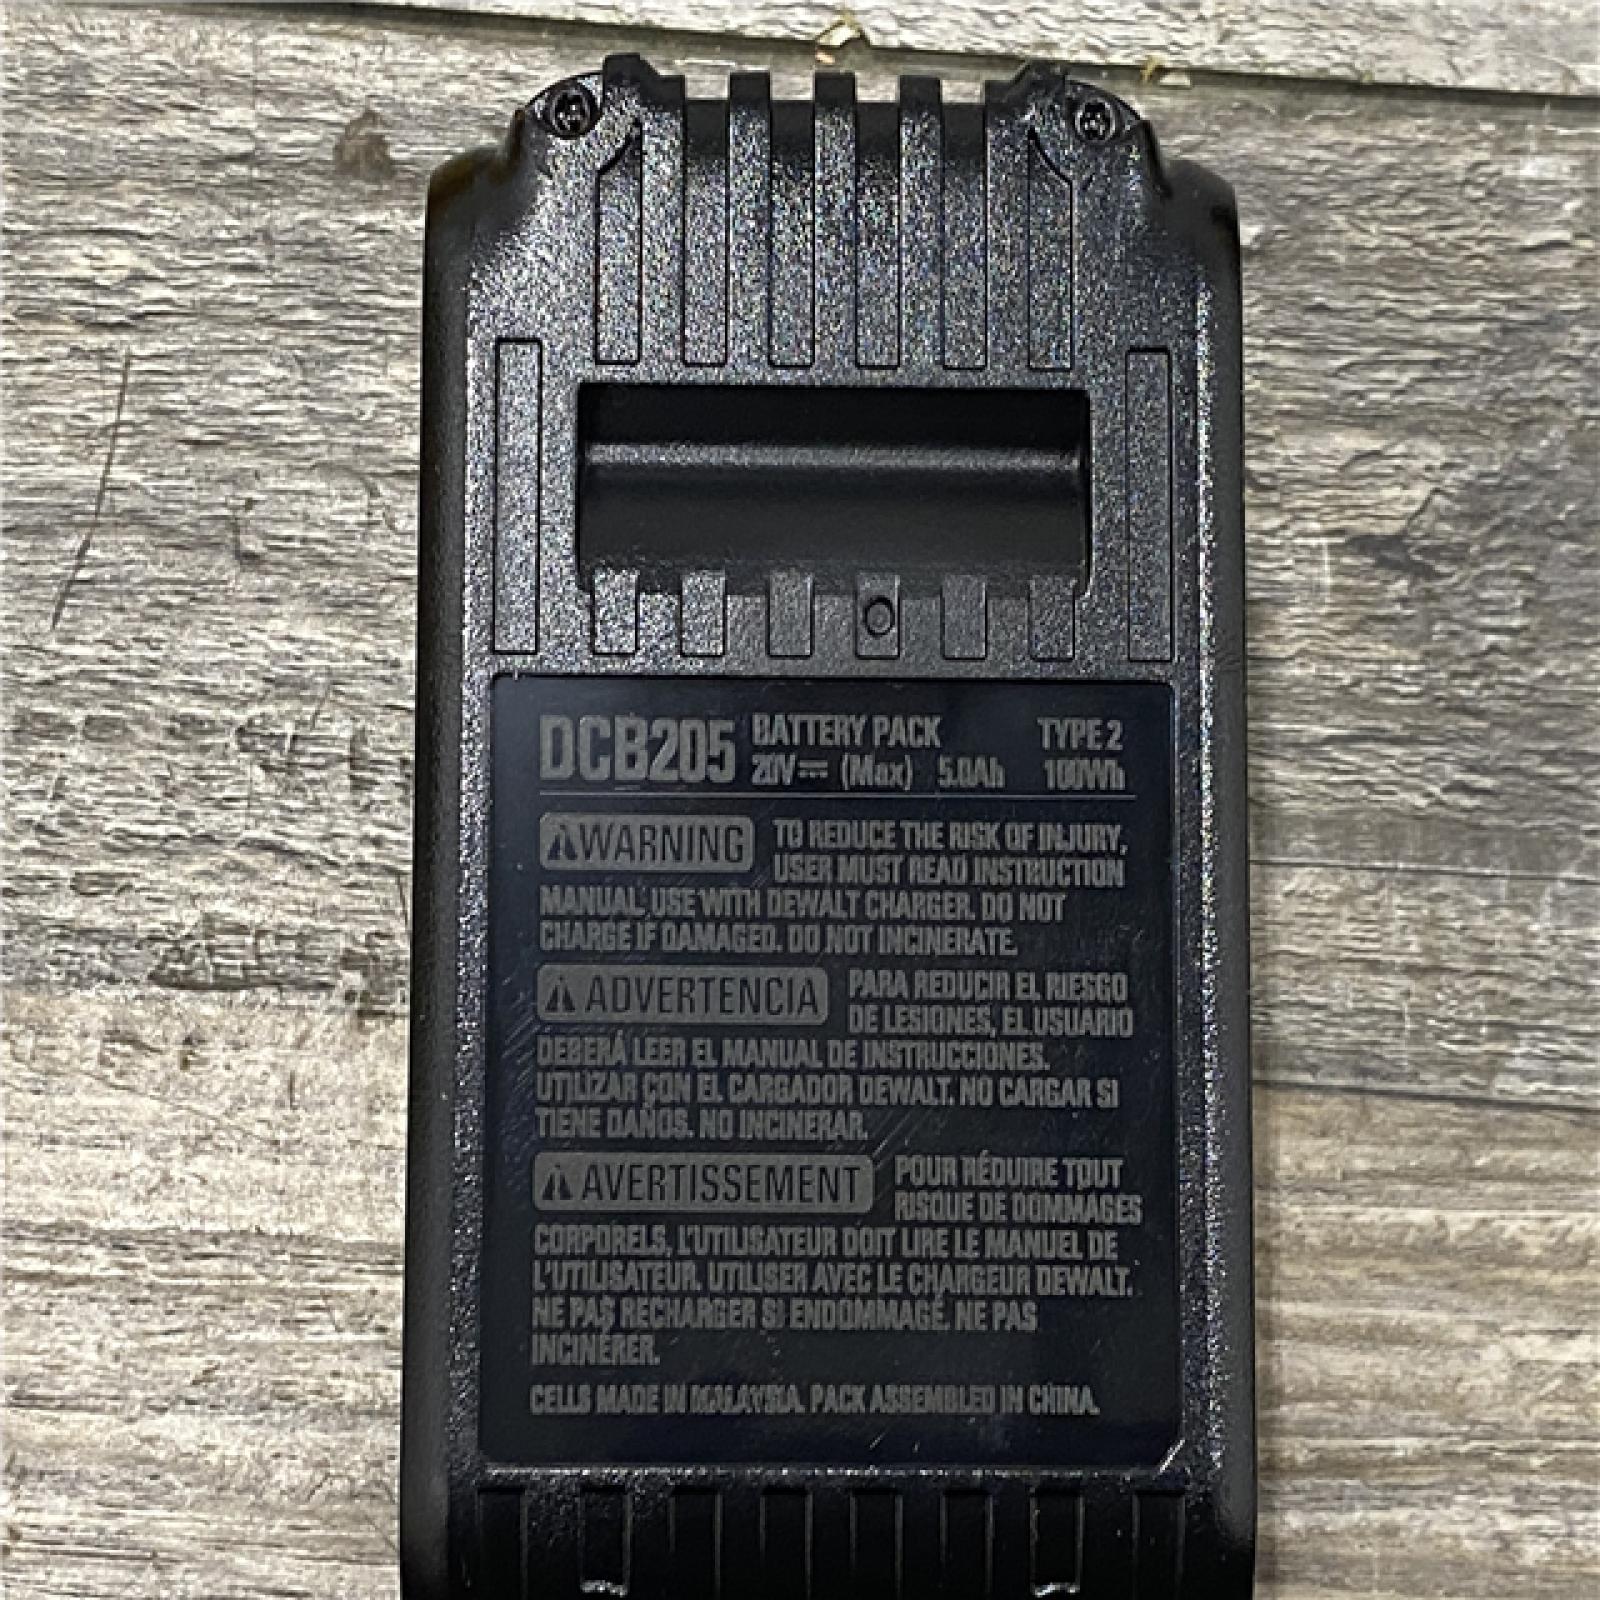 DCB205 BATTERY PACK TYPE 2
20V⎓ (Max) 5.0Ah 100Wh
⚠WARNING TO REDUCE THE RISK OF INJURY,
USER MUST READ INSTRUCTION
MANUAL. USE WITH DEWALT CHARGER. DO NOT
CHARGE IF DAMAGED. DO NOT INCINERATE.
⚠ADVERTENCIA PARA REDUCIR EL RIESGO
DE LESIONES, EL USUARIO
DEBERÁ LEER EL MANUAL DE INSTRUCCIONES.
UTILIZAR CON EL CARGADOR DEWALT. NO CARGAR SI
TIENE DAÑOS. NO INCINERAR.
⚠AVERTISSEMENT POUR RÉDUIRE TOUT
RISQUE DE DOMMAGES
CORPORELS, L'UTILISATEUR DOIT LIRE LE MANUEL DE
L'UTILISATEUR. UTILISER AVEC LE CHARGEUR DEWALT.
NE PAS RECHARGER SI ENDOMMAGÉ. NE PAS
INCINÉRER.
CELLS MADE IN MALAYSIA. PACK ASSEMBLED IN CHINA.